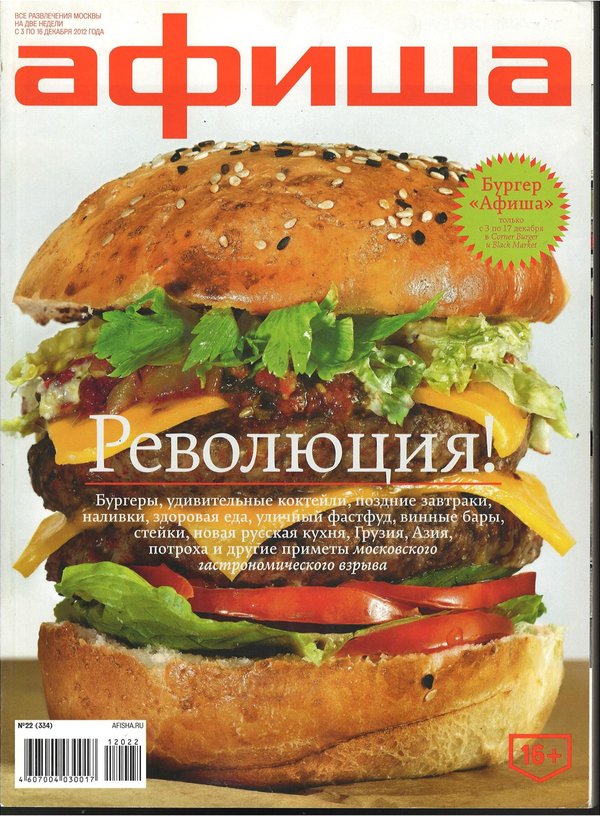 ВСЕ РАЗВЛЕЧЕНИЯ МОСКВЫ
НА ДВЕ НЕДЕЛИ
С 3 ПО 16 ДЕКАБРЯ 2012 ГОДА
афиша
Бургер
«Афиша»
только
с 3 по 17 декабря
в Corner Burger
и Black Market
Революция!
Бургеры, удивительные коктейли, поздние завтраки,
наливки, здоровая еда, уличный фастфуд, винные бары,
стейки, новая русская кухня, Грузия, Азия,
потроха и другие приметы московского
гастрономического взрыва
№22 (334)
AFISHA.RU
12022
4 607004 030017
16+